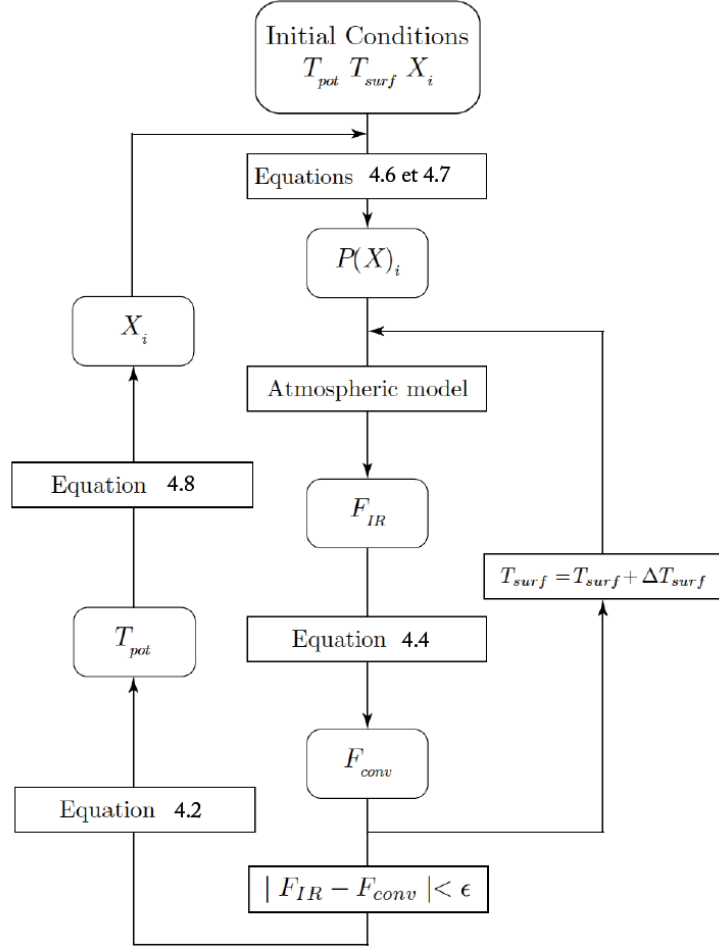 Initial Conditions
T_pot T_surf X_i
Equations 4.6 et 4.7
P(X)_i
X_i
Atmospheric model
Equation 4.8
F_IR
T_surf = T_surf + ΔT_surf
T_pot
Equation 4.4
F_conv
Equation 4.2
| F_IR − F_conv | < ϵ